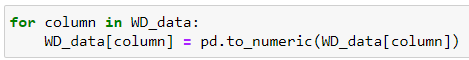 for column in WD_data:
    WD_data[column] = pd.to_numeric(WD_data[column])